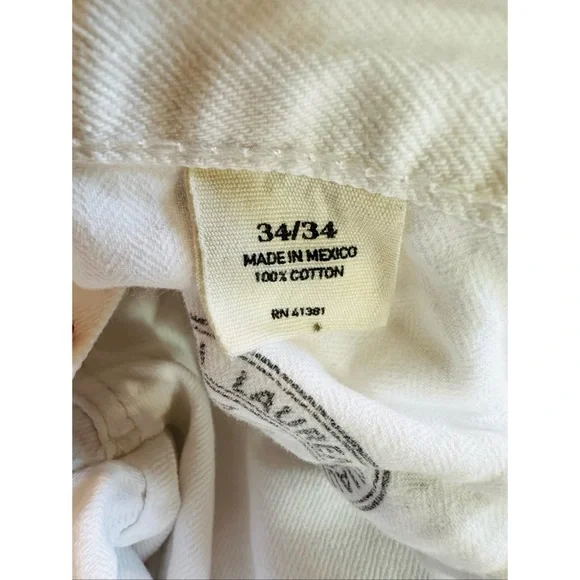 34/34
MADE IN MEXICO
100% COTTON
RN 41381